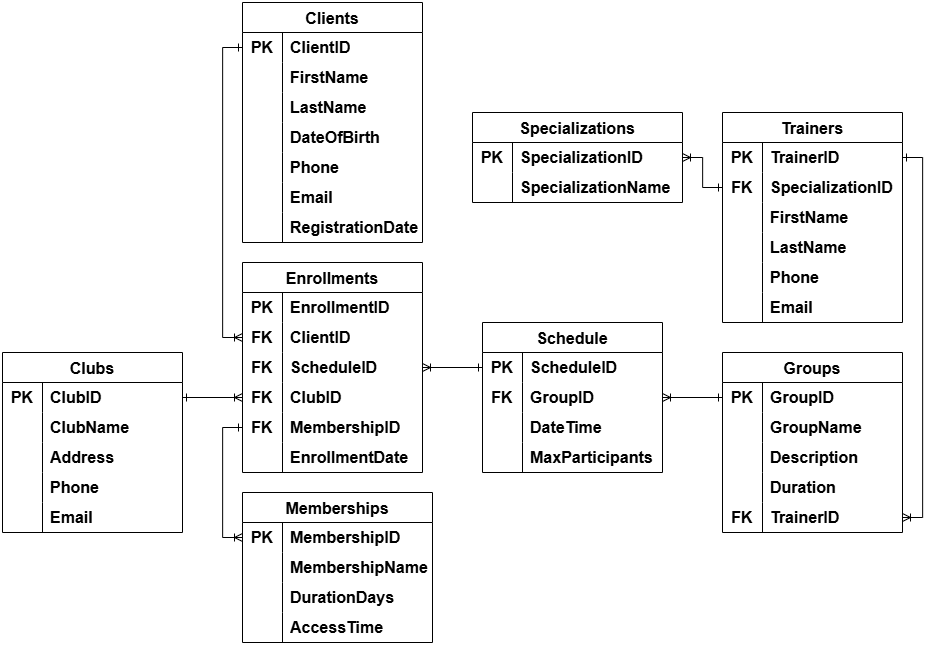 Clients
PK ClientID
FirstName
LastName
DateOfBirth
Phone
Email
RegistrationDate
Specializations
PK SpecializationID
SpecializationName
Trainers
PK TrainerID
FK SpecializationID
FirstName
LastName
Phone
Email
Enrollments
PK EnrollmentID
FK ClientID
FK ScheduleID
FK ClubID
FK MembershipID
EnrollmentDate
Schedule
PK ScheduleID
FK GroupID
DateTime
MaxParticipants
Clubs
PK ClubID
ClubName
Address
Phone
Email
Groups
PK GroupID
GroupName
Description
Duration
FK TrainerID
Memberships
PK MembershipID
MembershipName
DurationDays
AccessTime